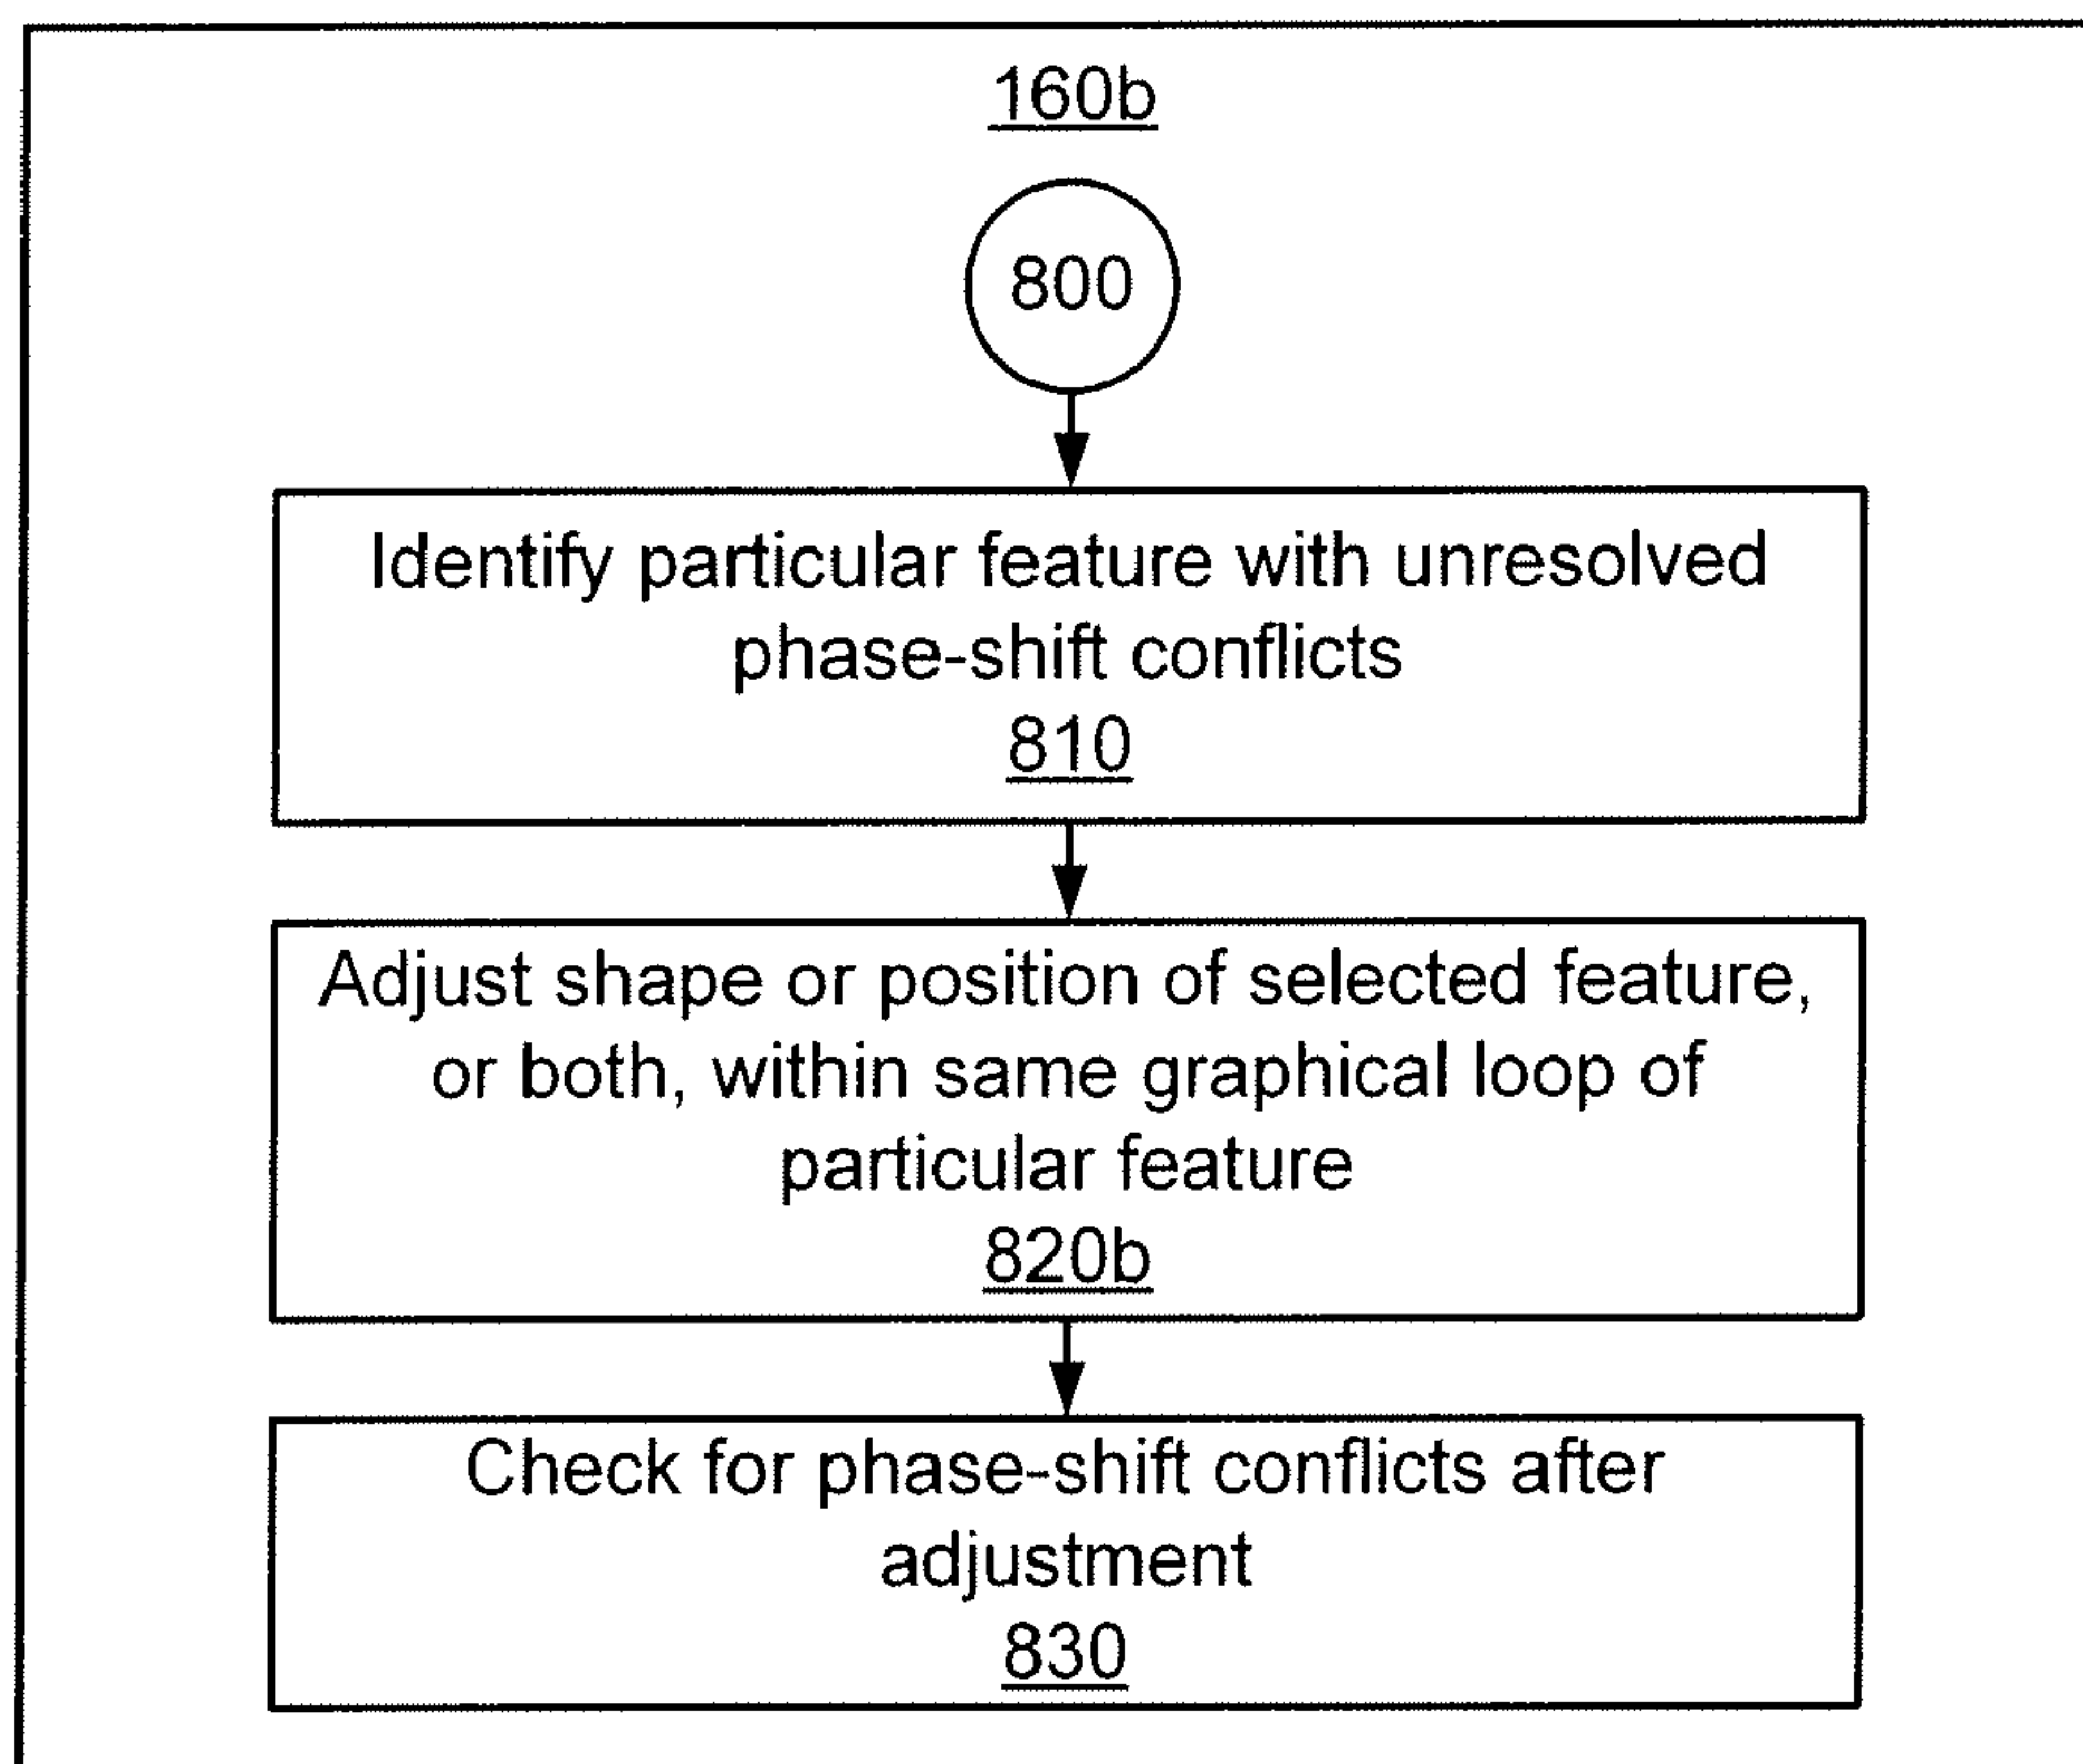 160b
800
Identify particular feature with unresolved
phase-shift conflicts
810
Adjust shape or position of selected feature,
or both, within same graphical loop of
particular feature
820b
Check for phase-shift conflicts after
adjustment
830